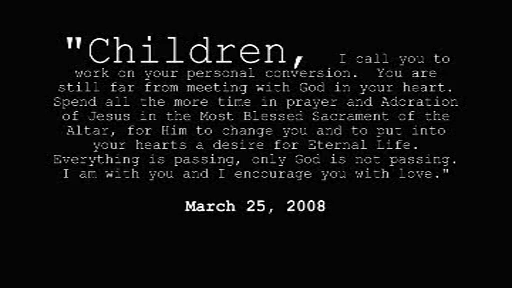 "Children, I call you to
work on your personal conversion. You are
still far from meeting with God in your heart.
Spend all the more time in prayer and Adoration
of Jesus in the Most Blessed Sacrament of the
Altar, for Him to change you and to put into
your hearts a desire for Eternal Life.
Everything is passing, only God is not passing.
I am with you and I encourage you with love."
March 25, 2008